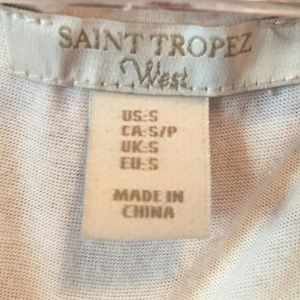 SAINT TROPEZ
West
US:S
CA:S/P
UK:S
EU:S
MADE IN
CHINA